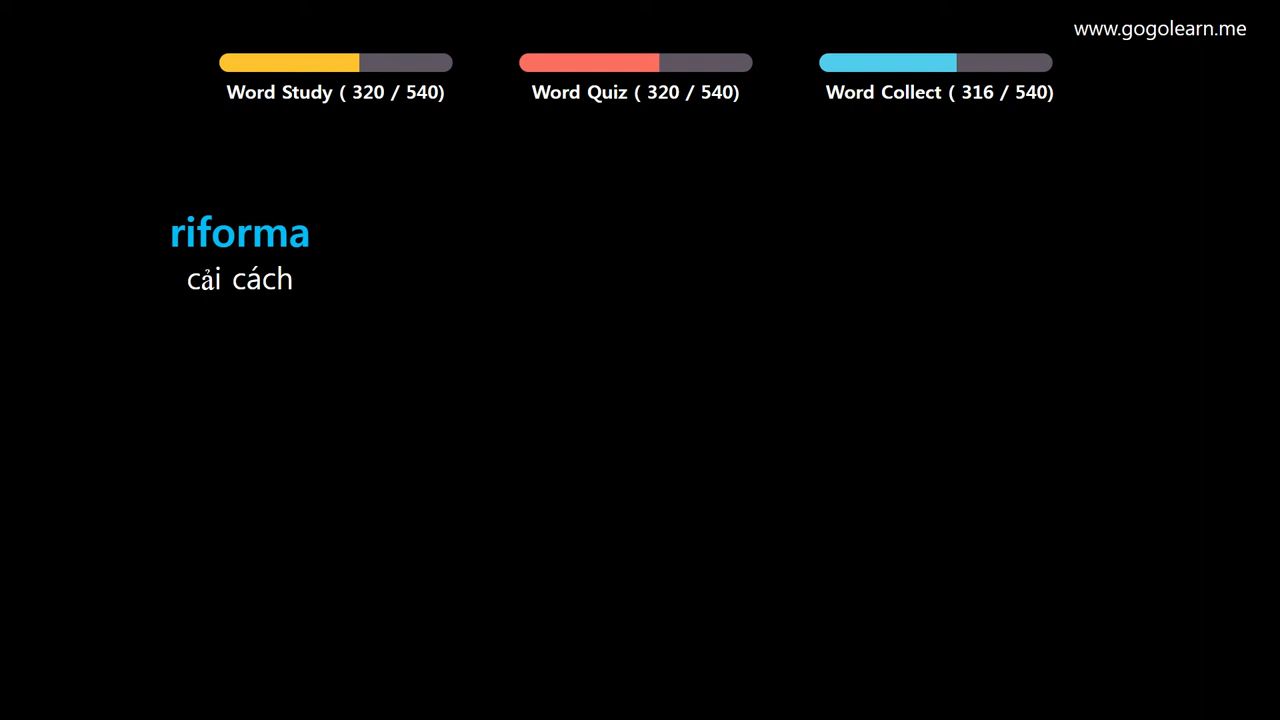 www.gogolearn.me
Word Study ( 320 / 540)
Word Quiz ( 320 / 540)
Word Collect ( 316 / 540)
riforma
cải cách